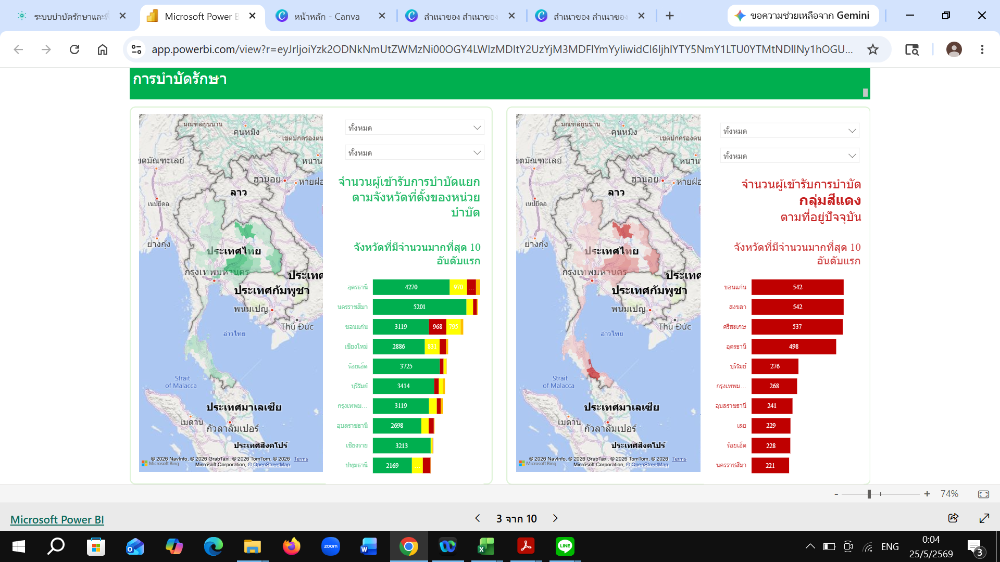 ระบบบำบัดรักษาและฟื้
Microsoft Power B
หน้าหลัก - Canva
สำเนาของ สำเนาของ
สำเนาของ สำเนาของ
ขอความช่วยเหลือจาก Gemini
การบำบัดรักษา
มณฑลยูนนาน
คุนหมิง
เขตปกครองตน
ขตมัณฑะเลย์
หนาน
ฮานอย
หายฝอ
ลาว
เนปยีดอ
ย่างกุ้ง
ประเทศไทย
กรุงเทพมหานคร
ประเทศ
ประเทศกัมพูชา
พนมเปญ
Thủ Đức
อ่าวไทย
Strait
of Malacca
ประเทศมาเลเซีย
เมดาน
กัวลาลัมเปอร์
ประเทศสิงคโปร์
© 2026 NavInfo, © 2026 GrabTaxi, © 2026 TomTom, © 2026 Terms
Microsoft Bing Microsoft Corporation, © OpenStreetMap
ทั้งหมด
ทั้งหมด
จำนวนผู้เข้ารับการบำบัดแยก
ตามจังหวัดที่ตั้งของหน่วย
บำบัด
จังหวัดที่มีจำนวนมากที่สุด 10
อันดับแรก
อุดรธานี 4270 970 ...
นครราชสีมา 5201
ขอนแก่น 3119 968 795
เชียงใหม่ 2886 831
ร้อยเอ็ด 3725
บุรีรัมย์ 3414
กรุงเทพม... 3119
อุบลราชธานี 2698
เชียงราย 3213
ปทุมธานี 2169 ...
มณฑลยูนนาน
คุนหมิง
เขตปกครองตน
ขตมัณฑะเลย์
หนาน
ฮานอย
หายฝอ
ลาว
เนปยีดอ
ย่างกุ้ง
ประเทศไทย
กรุงเทพมหานคร
ประเทศ
ประเทศกัมพูชา
พนมเปญ
Thủ Đức
อ่าวไทย
Strait
of Malacca
ประเทศมาเลเซีย
เมดาน
กัวลาลัมเปอร์
ประเทศสิงคโปร์
© 2026 NavInfo, © 2026 GrabTaxi, © 2026 TomTom, © 2026 Terms
Microsoft Bing Microsoft Corporation, © OpenStreetMap
ทั้งหมด
ทั้งหมด
จำนวนผู้เข้ารับการบำบัด
กลุ่มสีแดง
ตามที่อยู่ปัจจุบัน
จังหวัดที่มีจำนวนมากที่สุด 10
อันดับแรก
ขอนแก่น 542
สงขลา 542
ศรีสะเกษ 537
อุดรธานี 498
บุรีรัมย์ 276
กรุงเทพม... 268
อุบลราชธานี 241
เลย 229
ร้อยเอ็ด 228
นครราชสีมา 221
- + 74%
Microsoft Power BI
3 จาก 10
zoom
LINE
ENG
0:04
25/5/2569
3